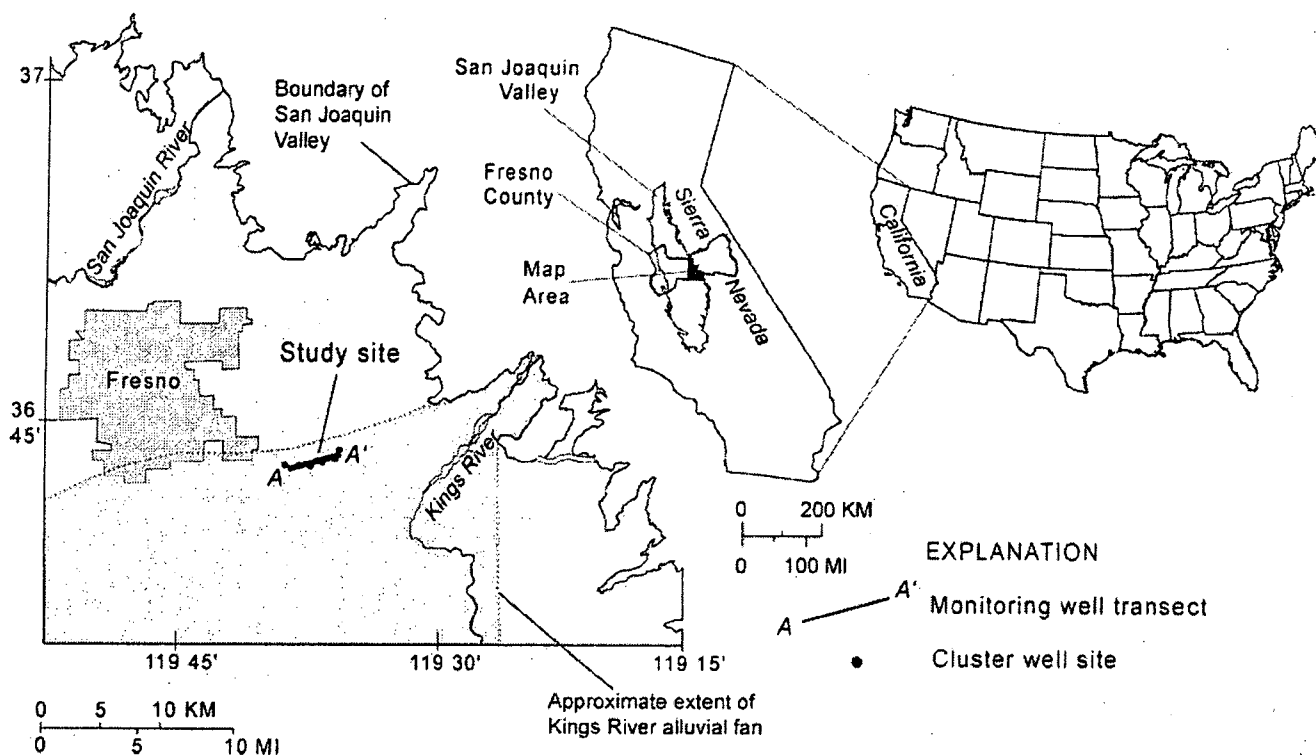 37
Boundary of
San Joaquin
Valley
San Joaquin River
Fresno
Study site
36
45'
A
A'
Kings River
119 45'
119 30'
119 15'
0 5 10 KM
0 5 10 MI
Approximate extent of
Kings River alluvial fan
San Joaquin
Valley
Fresno
County
Map
Area
Sierra
Nevada
California
0 200 KM
0 100 MI
EXPLANATION
A A' Monitoring well transect
Cluster well site